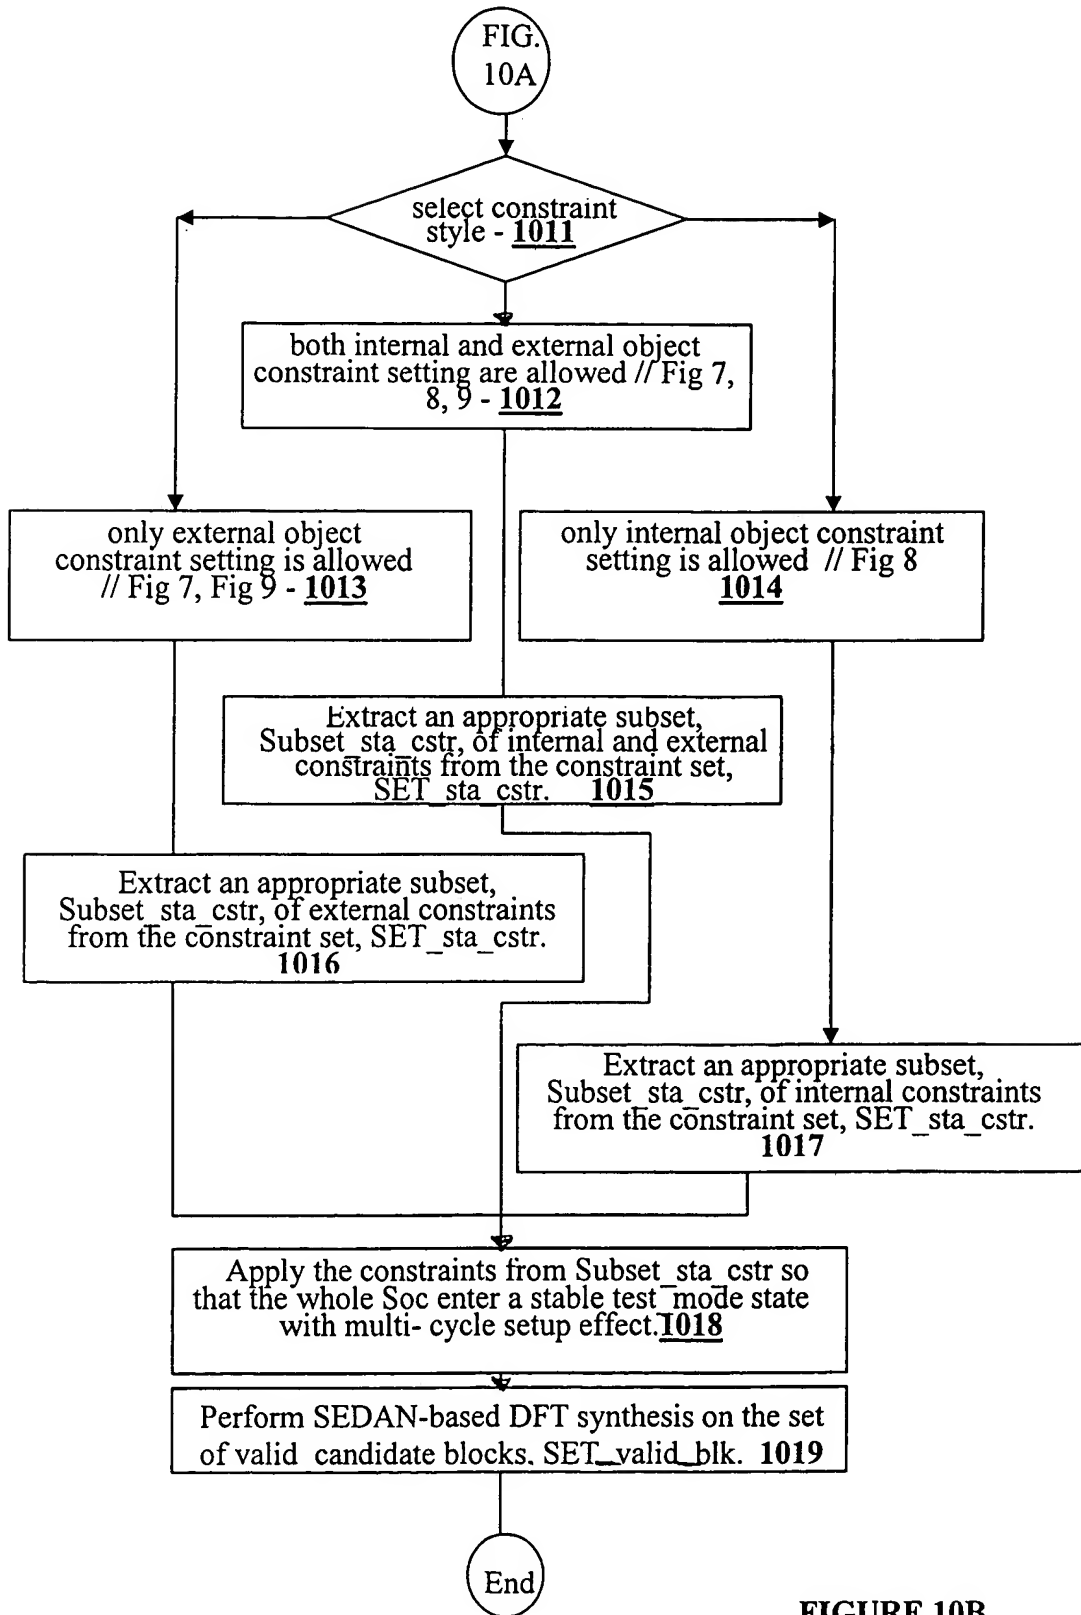 FIG.
10A
select constraint
style - 1011
both internal and external object
constraint setting are allowed // Fig 7,
8, 9 - 1012
only external object
constraint setting is allowed
// Fig 7, Fig 9 - 1013
only internal object constraint
setting is allowed // Fig 8
1014
Extract an appropriate subset,
Subset_sta_cstr, of internal and external
constraints from the constraint set,
SET_sta_cstr. 1015
Extract an appropriate subset,
Subset_sta_cstr, of external constraints
from the constraint set, SET_sta_cstr.
1016
Extract an appropriate subset,
Subset_sta_cstr, of internal constraints
from the constraint set, SET_sta_cstr.
1017
Apply the constraints from Subset_sta_cstr so
that the whole Soc enter a stable test_mode state
with multi- cycle setup effect.1018
Perform SEDAN-based DFT synthesis on the set
of valid candidate blocks, SET_valid_blk. 1019
End
FIGURE 10B